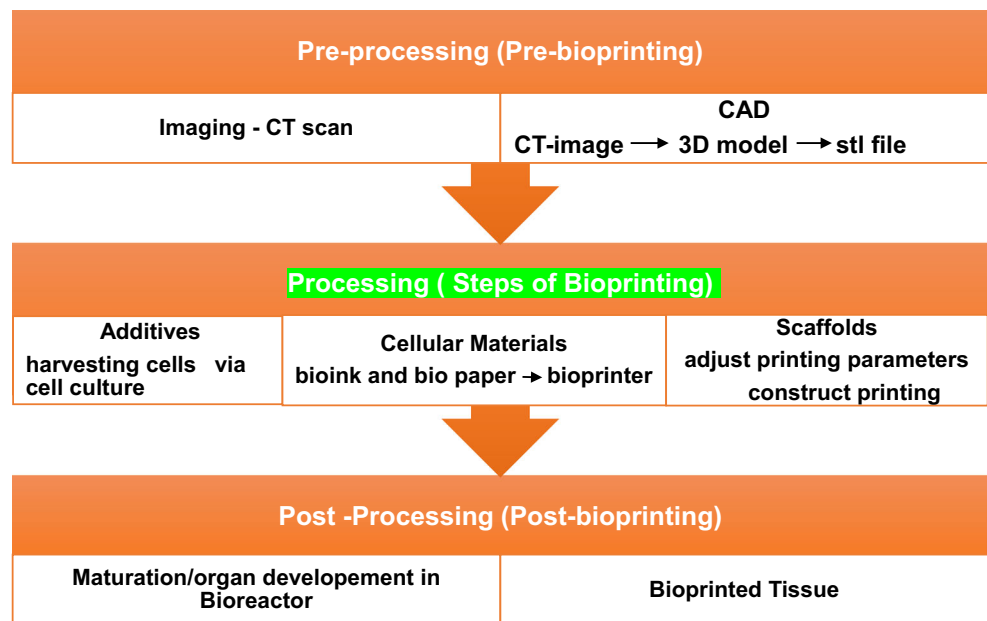 Pre-processing (Pre-bioprinting)
Imaging - CT scan
CAD
CT-image → 3D model → stl file
Processing ( Steps of Bioprinting)
Additives
harvesting cells via
cell culture
Cellular Materials
bioink and bio paper → bioprinter
Scaffolds
adjust printing parameters
construct printing
Post -Processing (Post-bioprinting)
Maturation/organ developement in
Bioreactor
Bioprinted Tissue